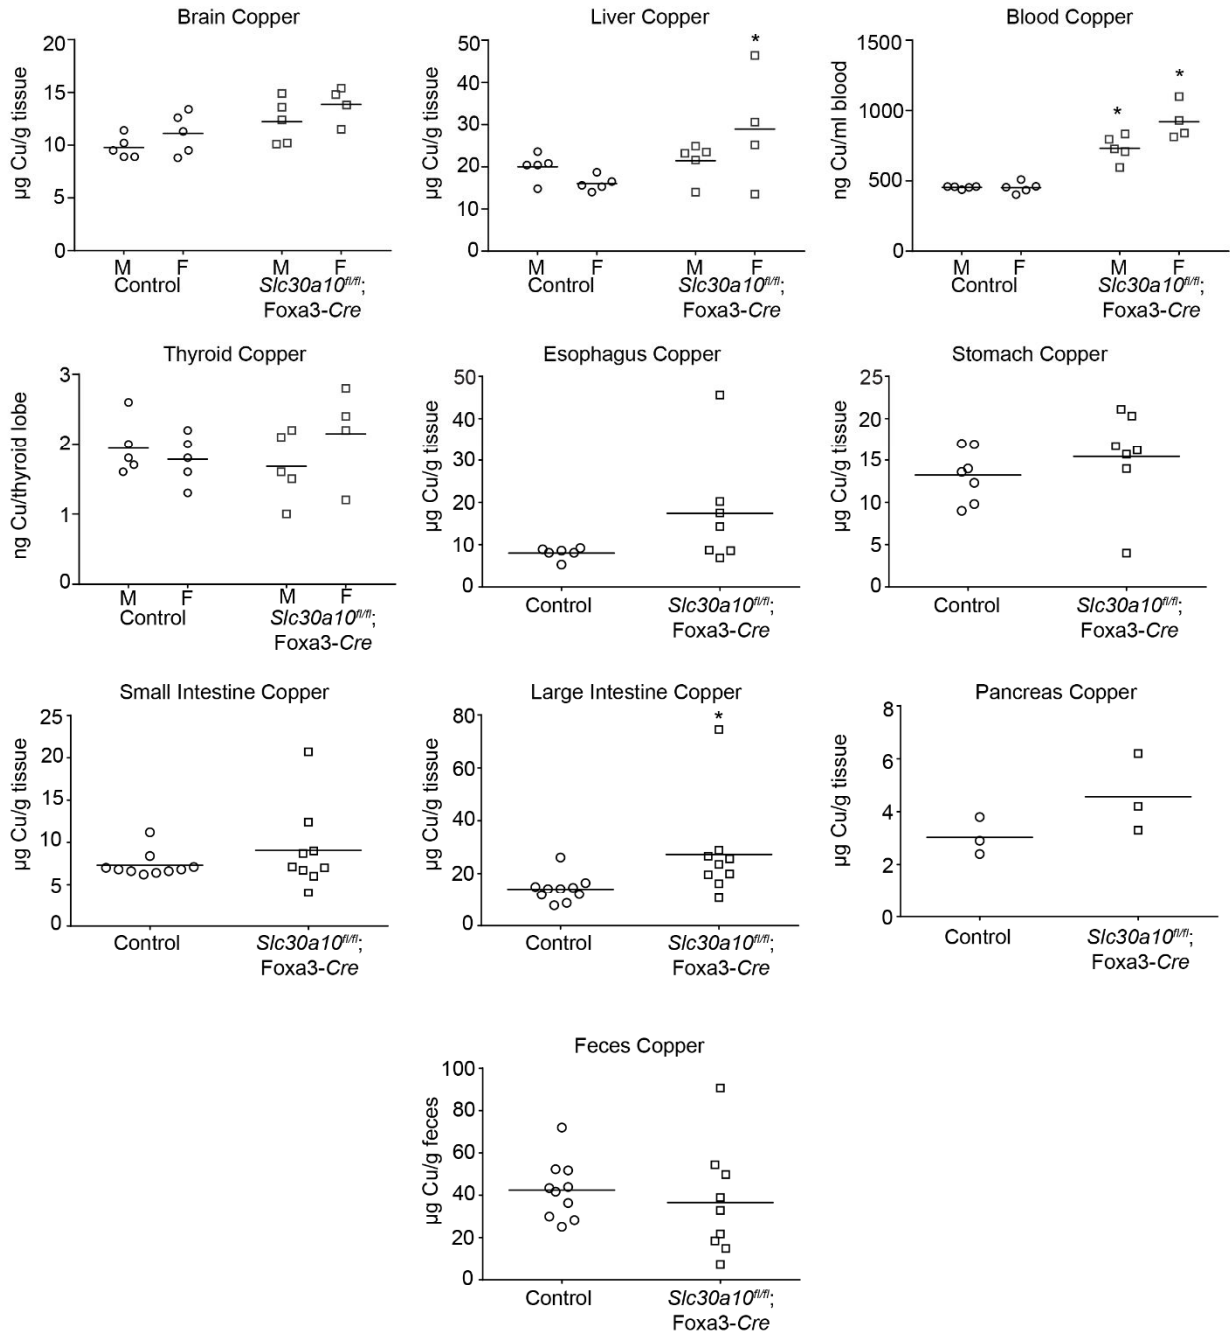 Brain Copper
µg Cu/g tissue
20
15
10
5
0
M F M F
Control Slc30a10fl/fl;
Foxa3-Cre
Liver Copper
*
µg Cu/g tissue
50
40
30
20
10
0
M F M F
Control Slc30a10fl/fl;
Foxa3-Cre
Blood Copper
* *
ng Cu/ml blood
1500
1000
500
0
M F M F
Control Slc30a10fl/fl;
Foxa3-Cre
Thyroid Copper
ng Cu/thyroid lobe
3
2
1
0
M F M F
Control Slc30a10fl/fl;
Foxa3-Cre
Esophagus Copper
µg Cu/g tissue
50
40
30
20
10
0
Control Slc30a10fl/fl;
Foxa3-Cre
Stomach Copper
µg Cu/g tissue
25
20
15
10
5
0
Control Slc30a10fl/fl;
Foxa3-Cre
Small Intestine Copper
µg Cu/g tissue
25
20
15
10
5
0
Control Slc30a10fl/fl;
Foxa3-Cre
Large Intestine Copper
*
µg Cu/g tissue
80
60
40
20
0
Control Slc30a10fl/fl;
Foxa3-Cre
Pancreas Copper
µg Cu/g tissue
8
6
4
2
0
Control Slc30a10fl/fl;
Foxa3-Cre
Feces Copper
µg Cu/g feces
100
80
60
40
20
0
Control Slc30a10fl/fl;
Foxa3-Cre